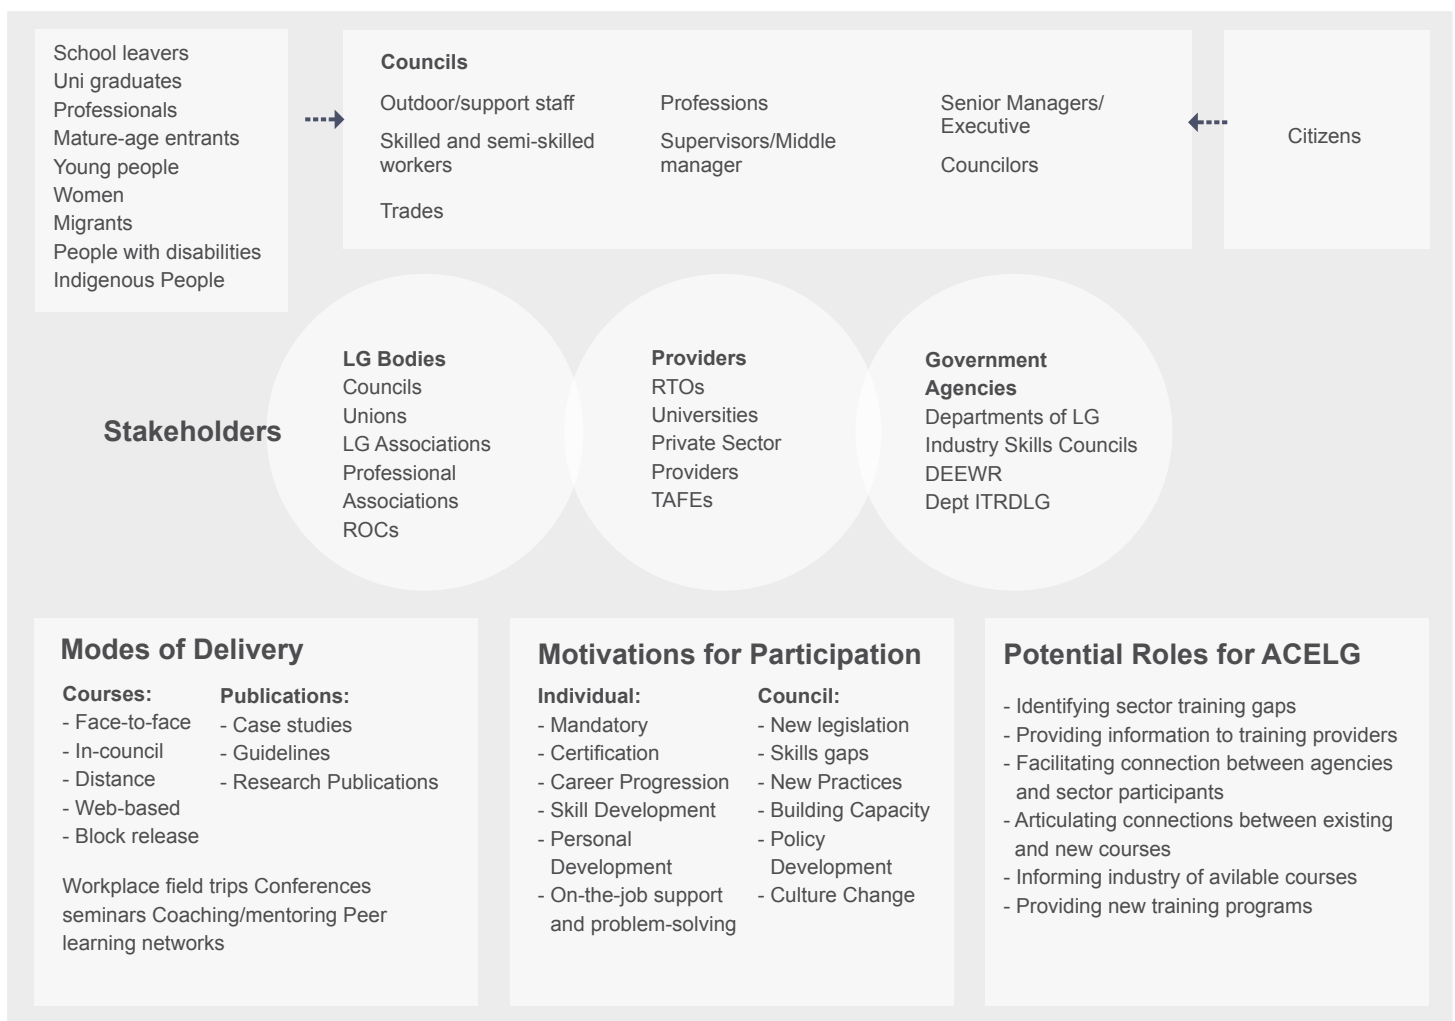 School leavers
Uni graduates
Professionals
Mature-age entrants
Young people
Women
Migrants
People with disabilities
Indigenous People
Councils
Outdoor/support staff
Skilled and semi-skilled
workers
Trades
Professions
Supervisors/Middle
manager
Senior Managers/
Executive
Councilors
Citizens
Stakeholders
LG Bodies
Councils
Unions
LG Associations
Professional
Associations
ROCs
Providers
RTOs
Universities
Private Sector
Providers
TAFEs
Government
Agencies
Departments of LG
Industry Skills Councils
DEEWR
Dept ITRDLG
Modes of Delivery
Courses:
- Face-to-face
- In-council
- Distance
- Web-based
- Block release
Publications:
- Case studies
- Guidelines
- Research Publications
Workplace field trips Conferences
seminars Coaching/mentoring Peer
learning networks
Motivations for Participation
Individual:
- Mandatory
- Certification
- Career Progression
- Skill Development
- Personal
Development
- On-the-job support
and problem-solving
Council:
- New legislation
- Skills gaps
- New Practices
- Building Capacity
- Policy
Development
- Culture Change
Potential Roles for ACELG
- Identifying sector training gaps
- Providing information to training providers
- Facilitating connection between agencies
and sector participants
- Articulating connections between existing
and new courses
- Informing industry of avilable courses
- Providing new training programs